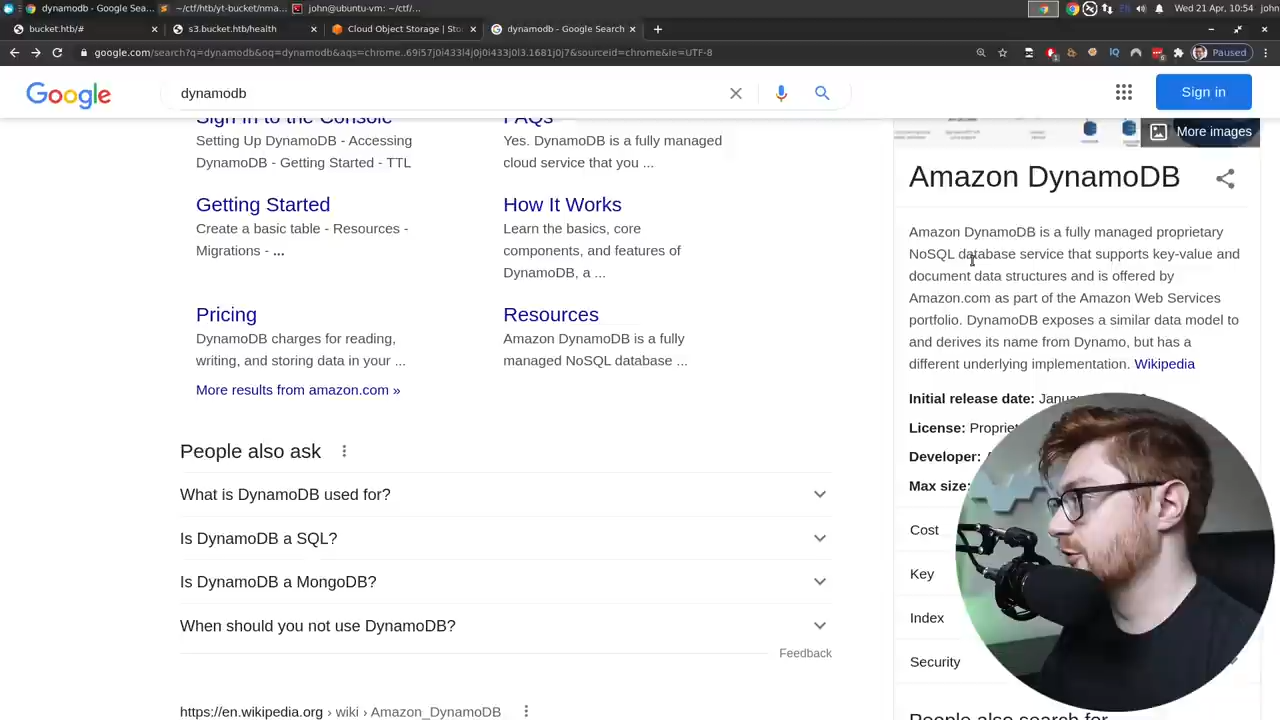 dynamodb - Google Sea...
~/ctf/htb/yt-bucket/nma...
john@ubuntu-vm: ~/ctf/...
Wed 21 Apr, 10:54
john
bucket.htb/#
s3.bucket.htb/health
Cloud Object Storage | Sto
dynamodb - Google Search
google.com/search?q=dynamodb&oq=dynamodb&aqs=chrome..69i57j0i433l4j0j0i433j0l3.1681j0j7&sourceid=chrome&ie=UTF-8
Paused
Google
dynamodb
Sign in
Sign In to the Console
Setting Up DynamoDB - Accessing
DynamoDB - Getting Started - TTL
FAQs
Yes. DynamoDB is a fully managed
cloud service that you ...
Getting Started
Create a basic table - Resources -
Migrations - ...
How It Works
Learn the basics, core
components, and features of
DynamoDB, a ...
Pricing
DynamoDB charges for reading,
writing, and storing data in your ...
Resources
Amazon DynamoDB is a fully
managed NoSQL database ...
More results from amazon.com »
People also ask
What is DynamoDB used for?
Is DynamoDB a SQL?
Is DynamoDB a MongoDB?
When should you not use DynamoDB?
Feedback
https://en.wikipedia.org › wiki › Amazon_DynamoDB
More images
Amazon DynamoDB
Amazon DynamoDB is a fully managed proprietary
NoSQL database service that supports key-value and
document data structures and is offered by
Amazon.com as part of the Amazon Web Services
portfolio. DynamoDB exposes a similar data model to
and derives its name from Dynamo, but has a
different underlying implementation. Wikipedia
Initial release date:
License:
Developer:
Max size:
Cost
Key
Index
Security
People also search for